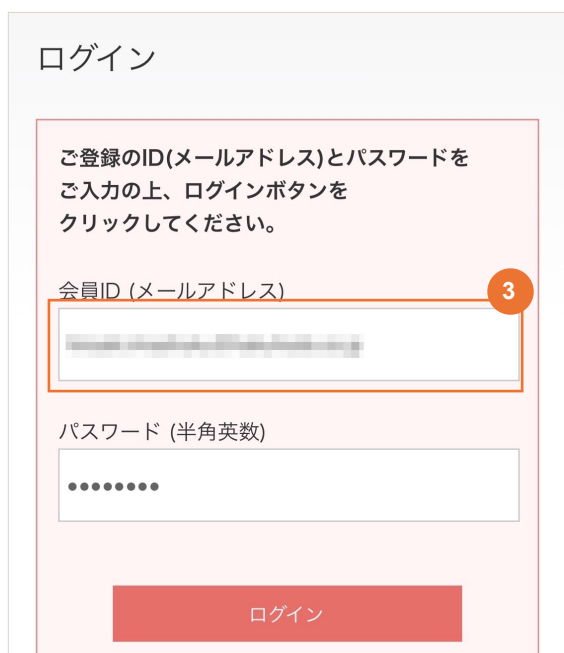 ログイン
ご登録のID(メールアドレス)とパスワードを
ご入力の上、ログインボタンを
クリックしてください。
会員ID (メールアドレス)
3
パスワード (半角英数)
••••••••
ログイン